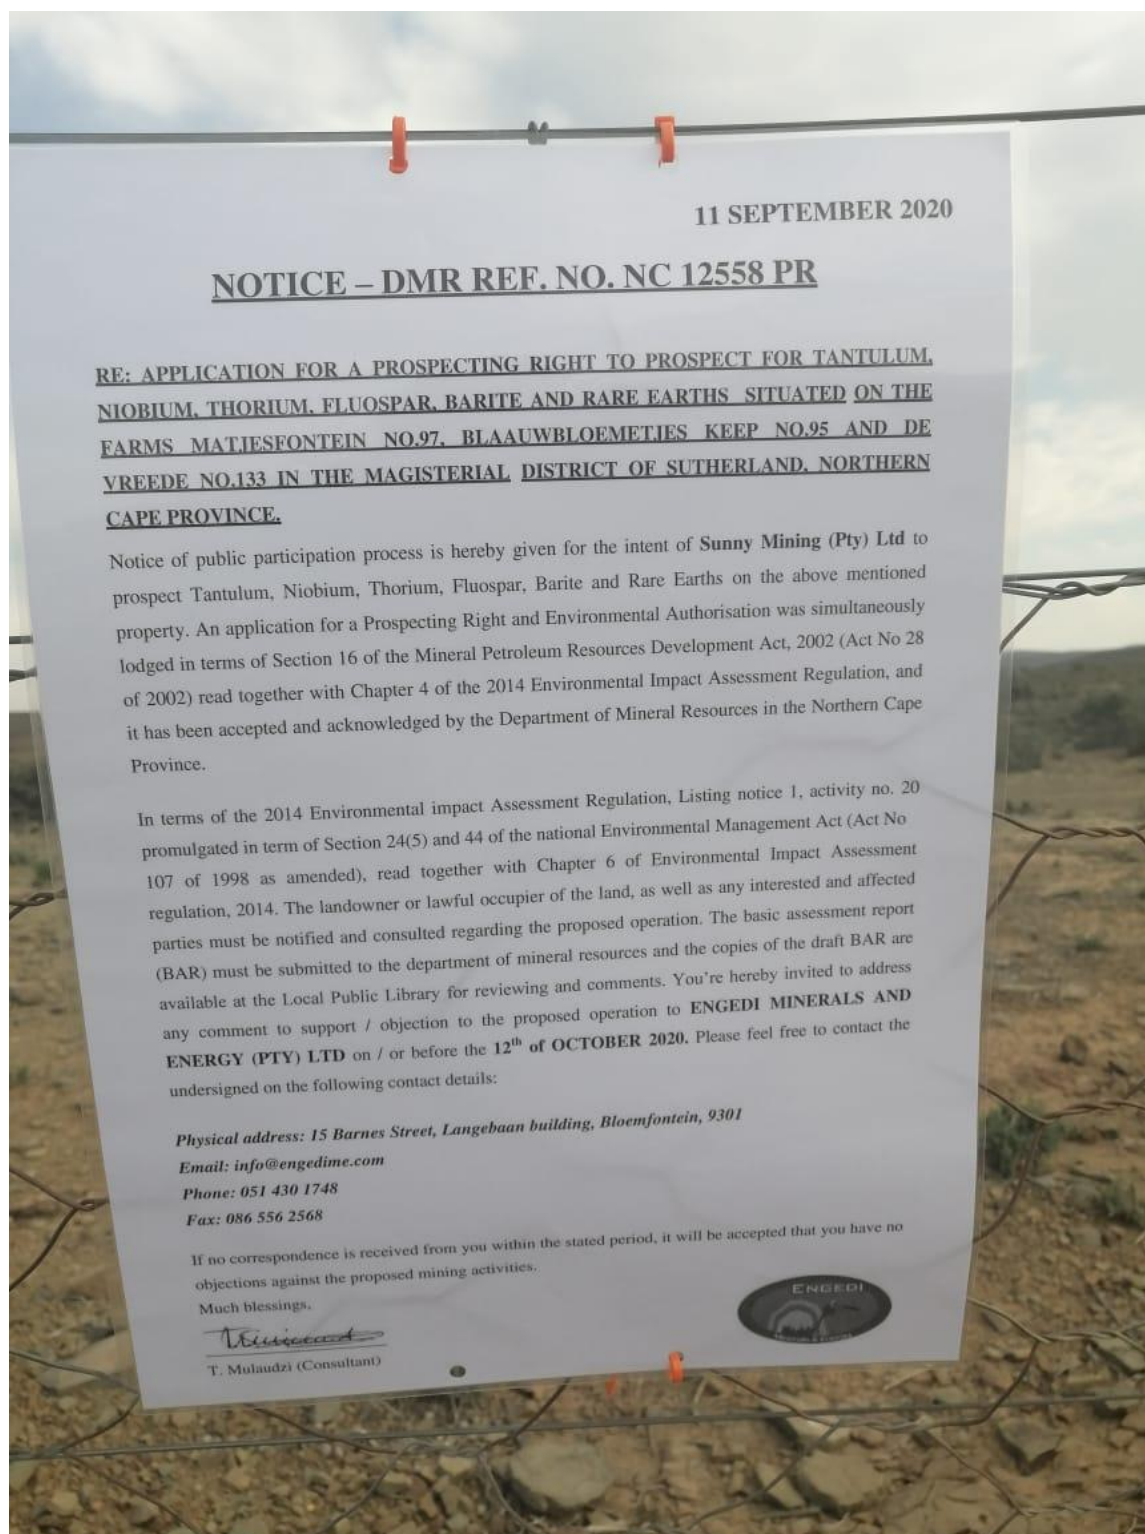 11 SEPTEMBER 2020
NOTICE – DMR REF. NO. NC 12558 PR
RE: APPLICATION FOR A PROSPECTING RIGHT TO PROSPECT FOR TANTULUM,
NIOBIUM, THORIUM, FLUOSPAR, BARITE AND RARE EARTHS SITUATED ON THE
FARMS MATJESFONTEIN NO.97, BLAAUWBLOEMETJES KEEP NO.95 AND DE
VREEDE NO.133 IN THE MAGISTERIAL DISTRICT OF SUTHERLAND, NORTHERN
CAPE PROVINCE.
Notice of public participation process is hereby given for the intent of Sunny Mining (Pty) Ltd to
prospect Tantulum, Niobium, Thorium, Fluospar, Barite and Rare Earths on the above mentioned
property. An application for a Prospecting Right and Environmental Authorisation was simultaneously
lodged in terms of Section 16 of the Mineral Petroleum Resources Development Act, 2002 (Act No 28
of 2002) read together with Chapter 4 of the 2014 Environmental Impact Assessment Regulation, and
it has been accepted and acknowledged by the Department of Mineral Resources in the Northern Cape
Province.
In terms of the 2014 Environmental impact Assessment Regulation, Listing notice 1, activity no. 20
promulgated in term of Section 24(5) and 44 of the national Environmental Management Act (Act No
107 of 1998 as amended), read together with Chapter 6 of Environmental Impact Assessment
regulation, 2014. The landowner or lawful occupier of the land, as well as any interested and affected
parties must be notified and consulted regarding the proposed operation. The basic assessment report
(BAR) must be submitted to the department of mineral resources and the copies of the draft BAR are
available at the Local Public Library for reviewing and comments. You're hereby invited to address
any comment to support / objection to the proposed operation to ENGEDI MINERALS AND
ENERGY (PTY) LTD on / or before the 12th of OCTOBER 2020. Please feel free to contact the
undersigned on the following contact details:
Physical address: 15 Barnes Street, Langebaan building, Bloemfontein, 9301
Email: info@engedime.com
Phone: 051 430 1748
Fax: 086 556 2568
If no correspondence is received from you within the stated period, it will be accepted that you have no
objections against the proposed mining activities.
Much blessings,
T. Mulaudzi (Consultant)
ENGEDI